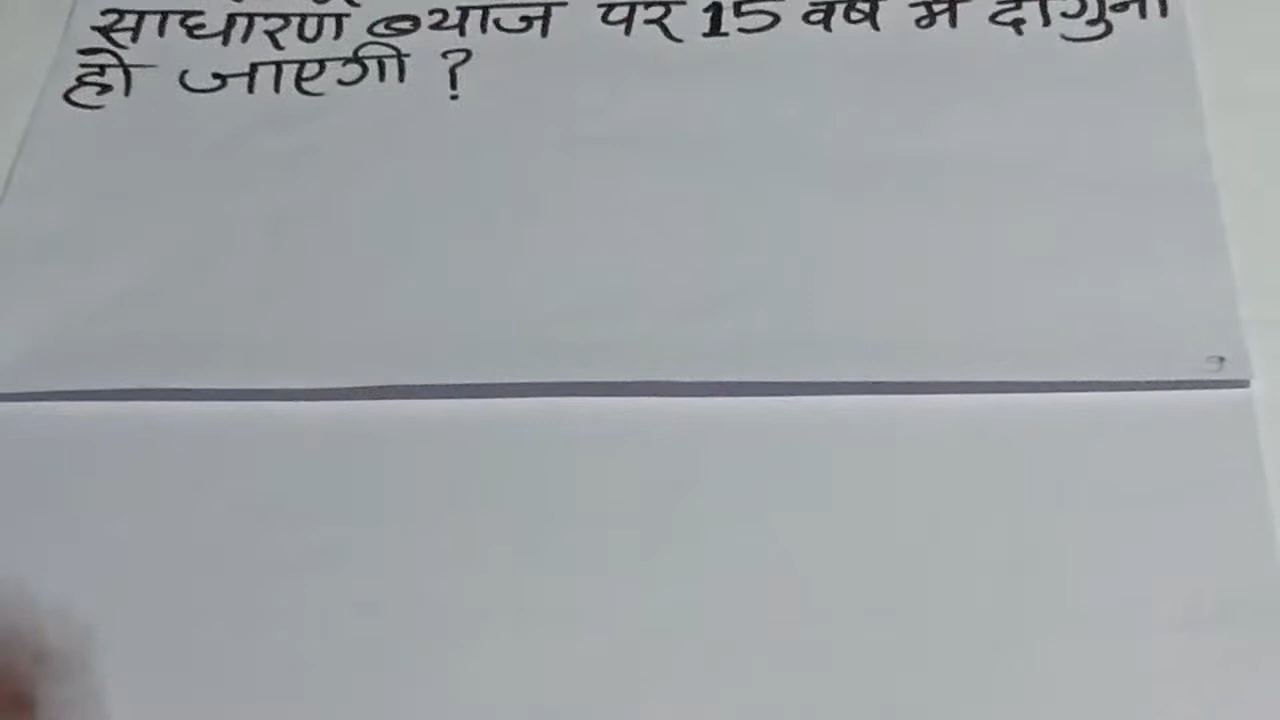 साधारण ब्याज पर 15 वर्ष में दोगुना
हो जाएगी ?